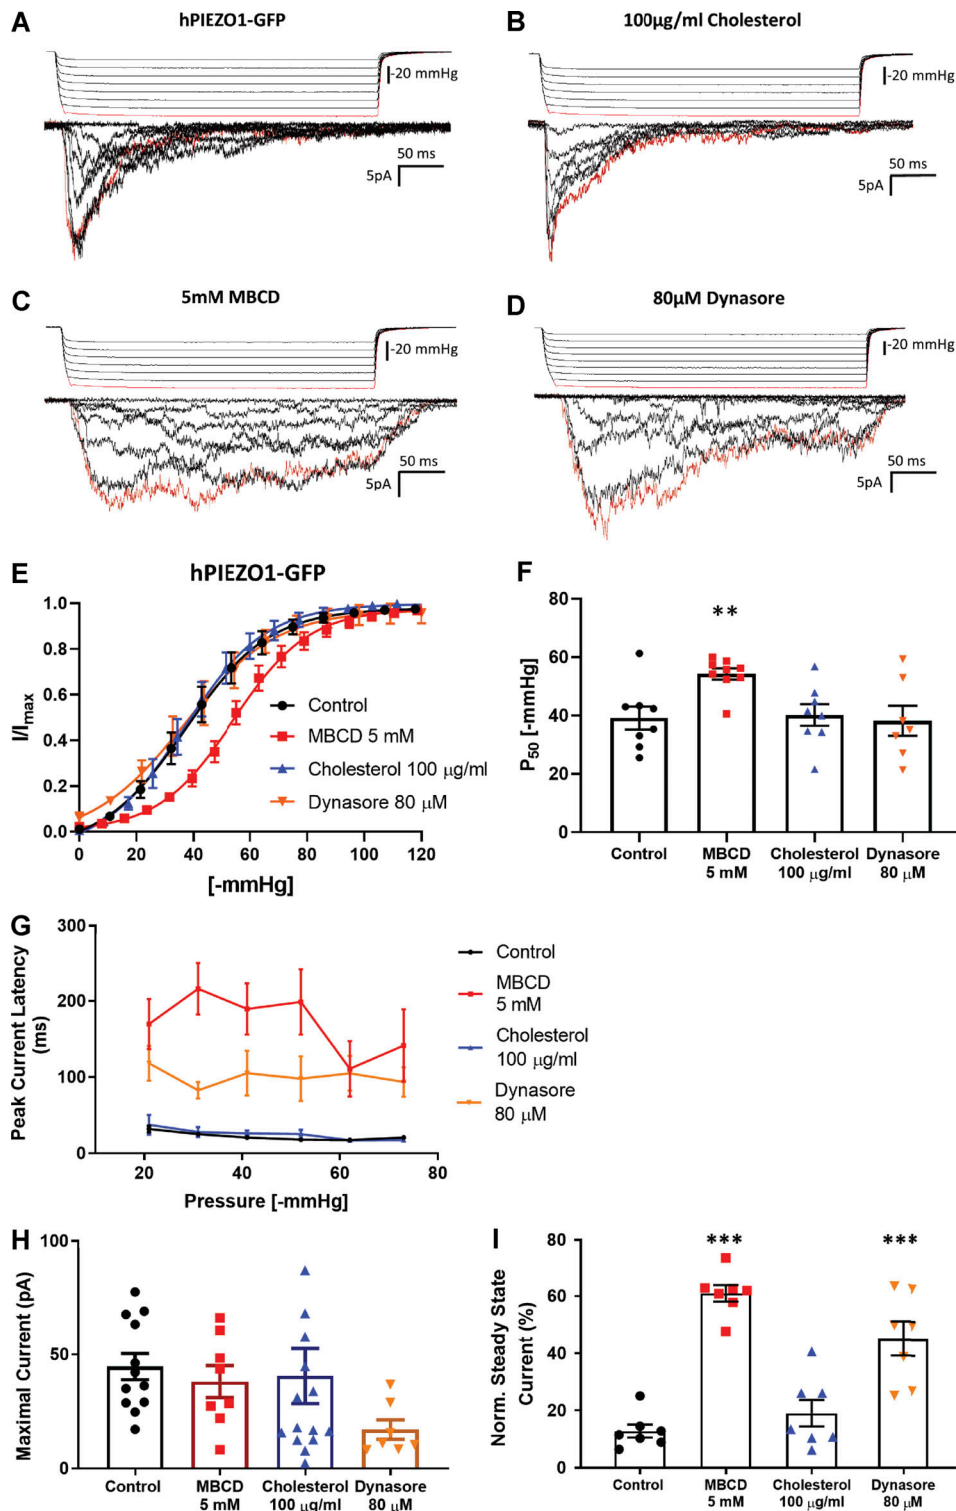 A
hPIEZO1-GFP
-20 mmHg
50 ms
5pA
B
100µg/ml Cholesterol
-20 mmHg
50 ms
5pA
C
5mM MBCD
-20 mmHg
50 ms
5pA
D
80µM Dynasore
-20 mmHg
50 ms
5pA
E
hPIEZO1-GFP
I/Imax
1.0
0.8
0.6
0.4
0.2
0.0
0 20 40 60 80 100 120
[-mmHg]
Control
MBCD 5 mM
Cholesterol 100 µg/ml
Dynasore 80 µM
F
P50 [-mmHg]
80
60
40
20
0
**
Control
MBCD
5 mM
Cholesterol
100 µg/ml
Dynasore
80 µM
G
Peak Current Latency
(ms)
300
200
100
0
20 40 60 80
Pressure [-mmHg]
Control
MBCD
5 mM
Cholesterol
100 µg/ml
Dynasore
80 µM
H
Maximal Current (pA)
100
50
0
Control
MBCD
5 mM
Cholesterol
100 µg/ml
Dynasore
80 µM
I
Norm. Steady State
Current (%)
80
60
40
20
0
***
***
Control
MBCD
5 mM
Cholesterol
100 µg/ml
Dynasore
80 µM